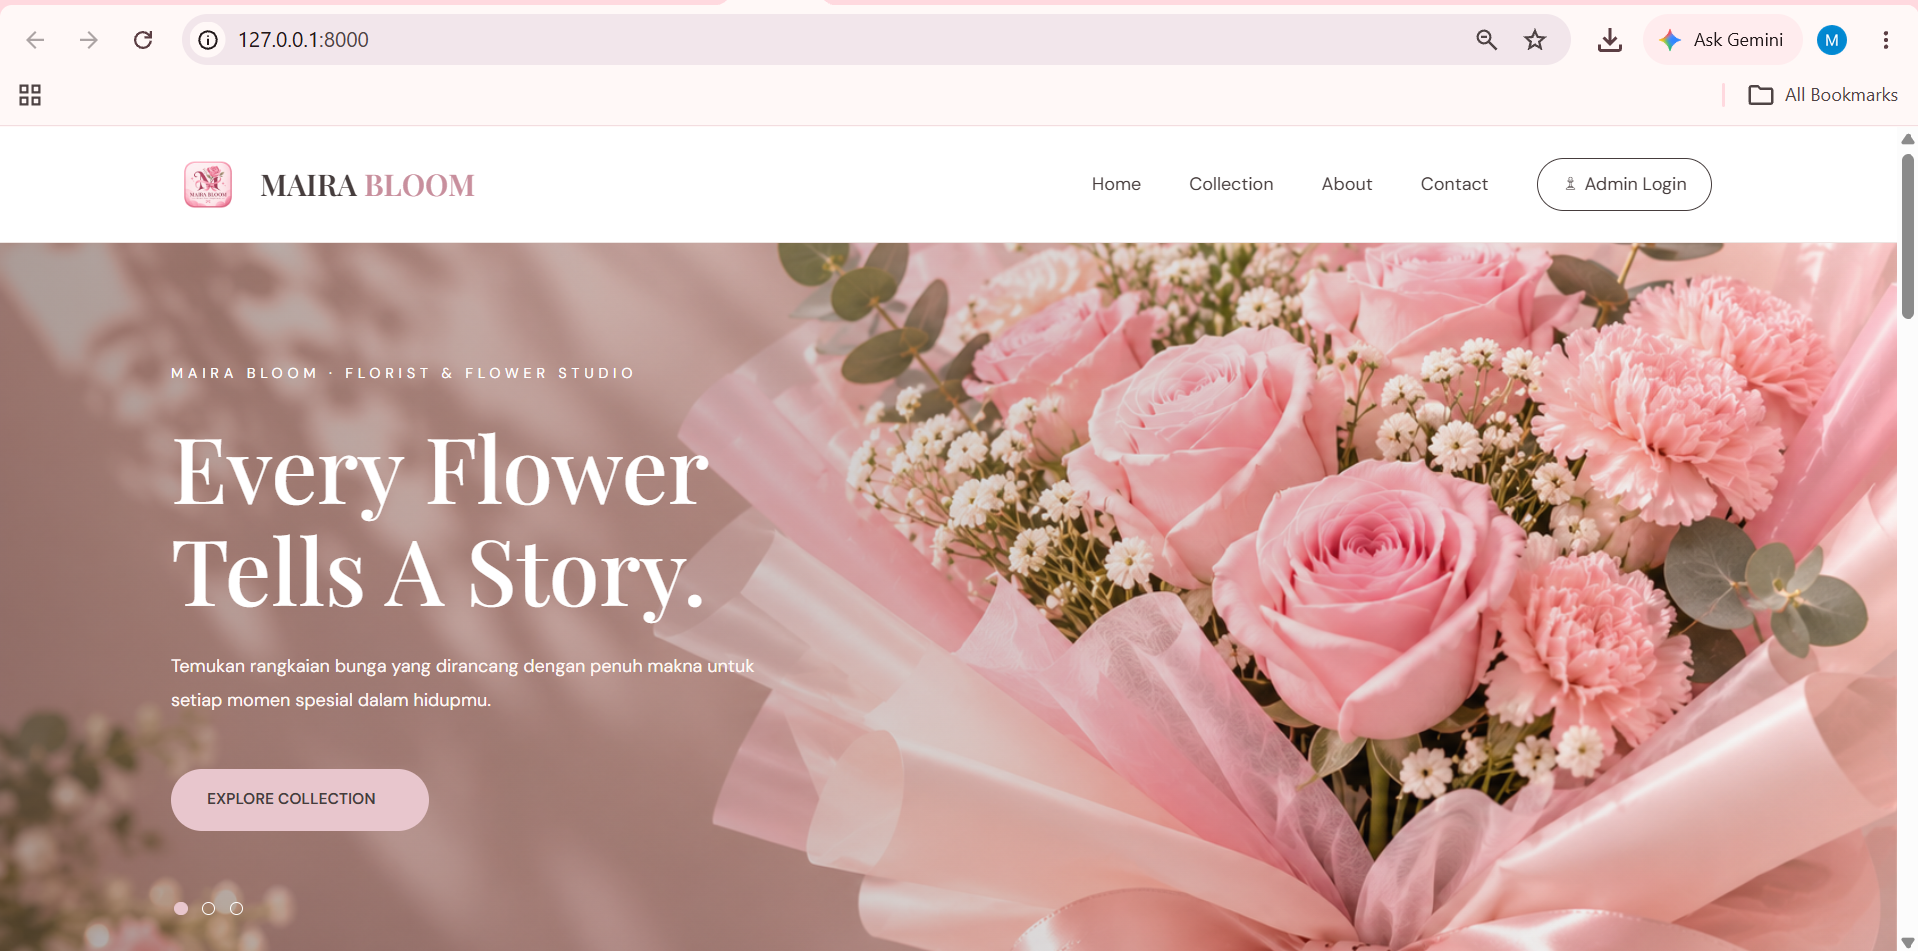 127.0.0.1:8000
Ask Gemini
M
All Bookmarks
MAIRA BLOOM
MAIRA BLOOM
Home
Collection
About
Contact
Admin Login
MAIRA BLOOM · FLORIST & FLOWER STUDIO
Every Flower
Tells A Story.
Temukan rangkaian bunga yang dirancang dengan penuh makna untuk
setiap momen spesial dalam hidupmu.
EXPLORE COLLECTION